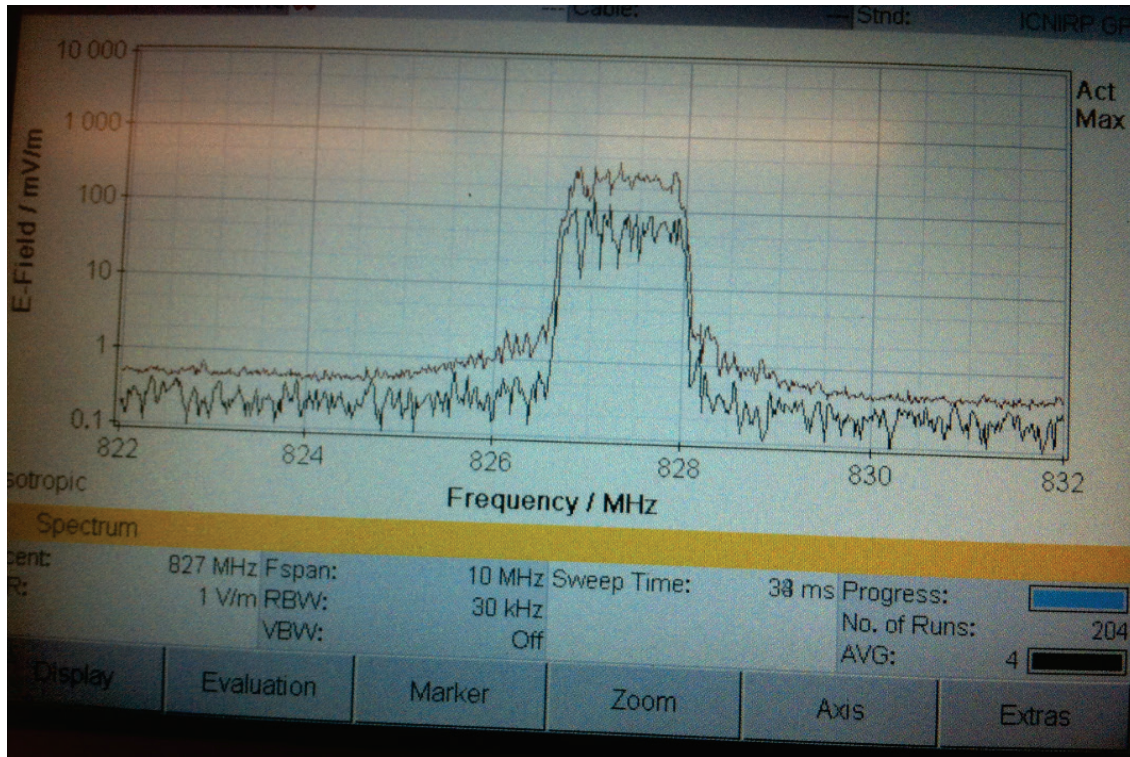 --- Cable: --- Stnd: ICNIRP GP
10 000
1 000
100
10
1
0.1
E-Field / mV/m
Act
Max
822 824 826 828 830 832
Frequency / MHz
sotropic
Spectrum
cent: 827 MHz Fspan: 10 MHz Sweep Time: ms Progress:
R: 1 V/m RBW: 30 kHz No. of Runs: 204
VBW: Off AVG: 4
Display Evaluation Marker Zoom Axis Extras